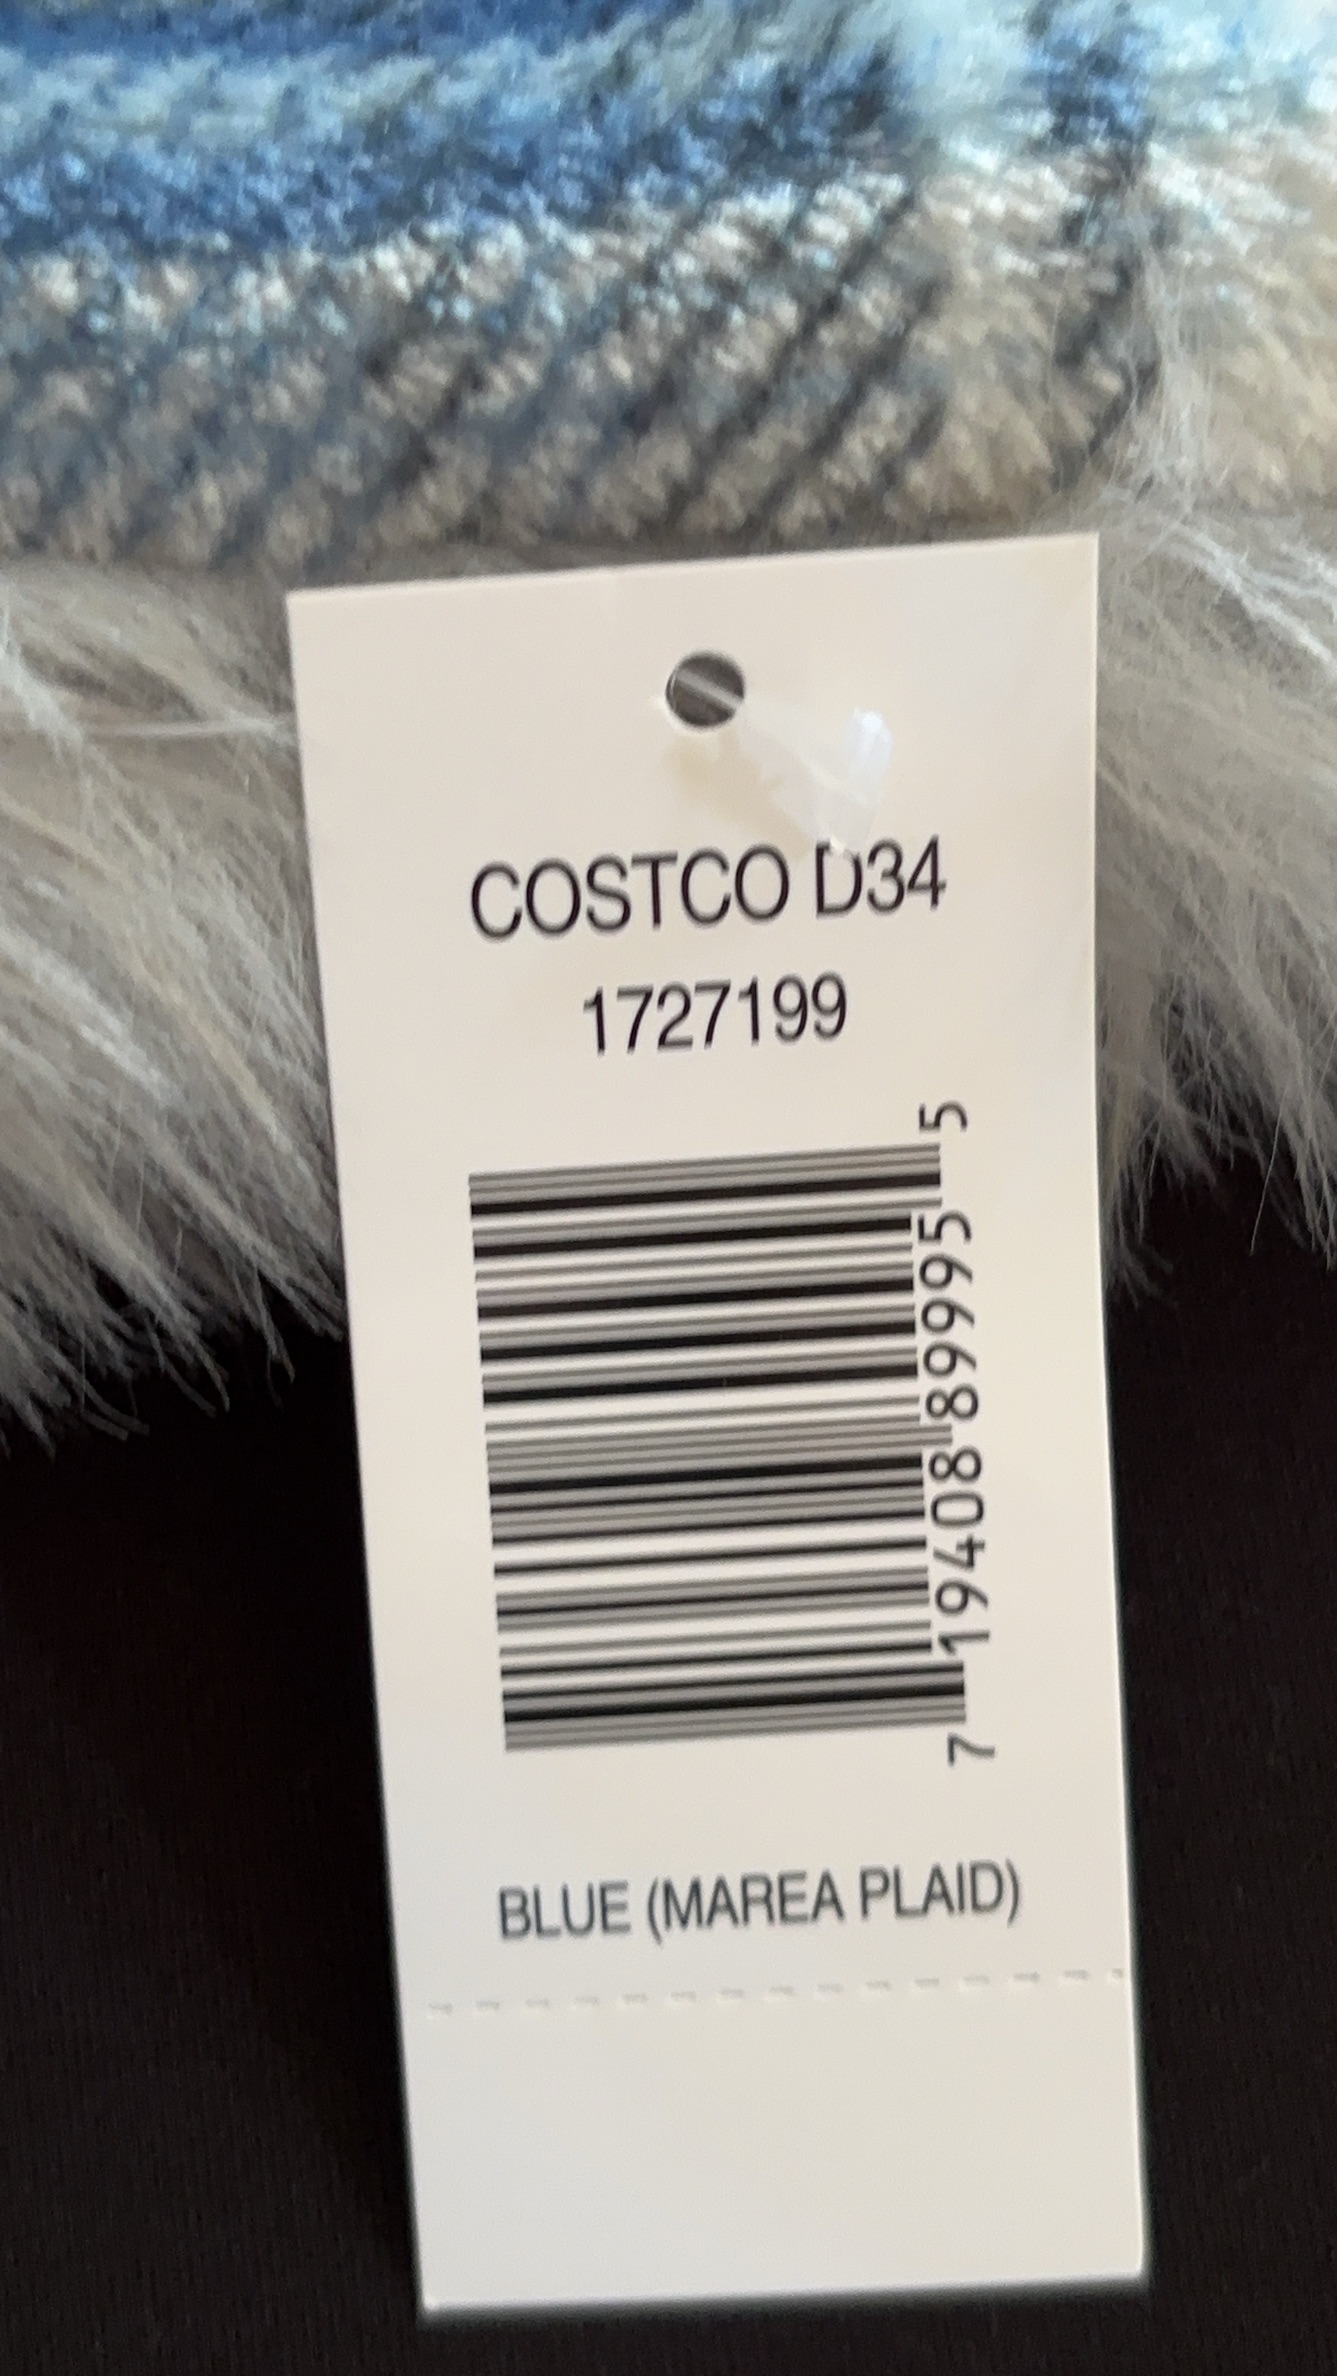 COSTCO D34
1727199
7 19408 89995 5
BLUE (MAREA PLAID)